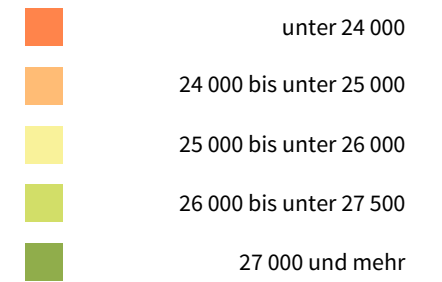 unter 24 000
24 000 bis unter 25 000
25 000 bis unter 26 000
26 000 bis unter 27 500
27 000 und mehr